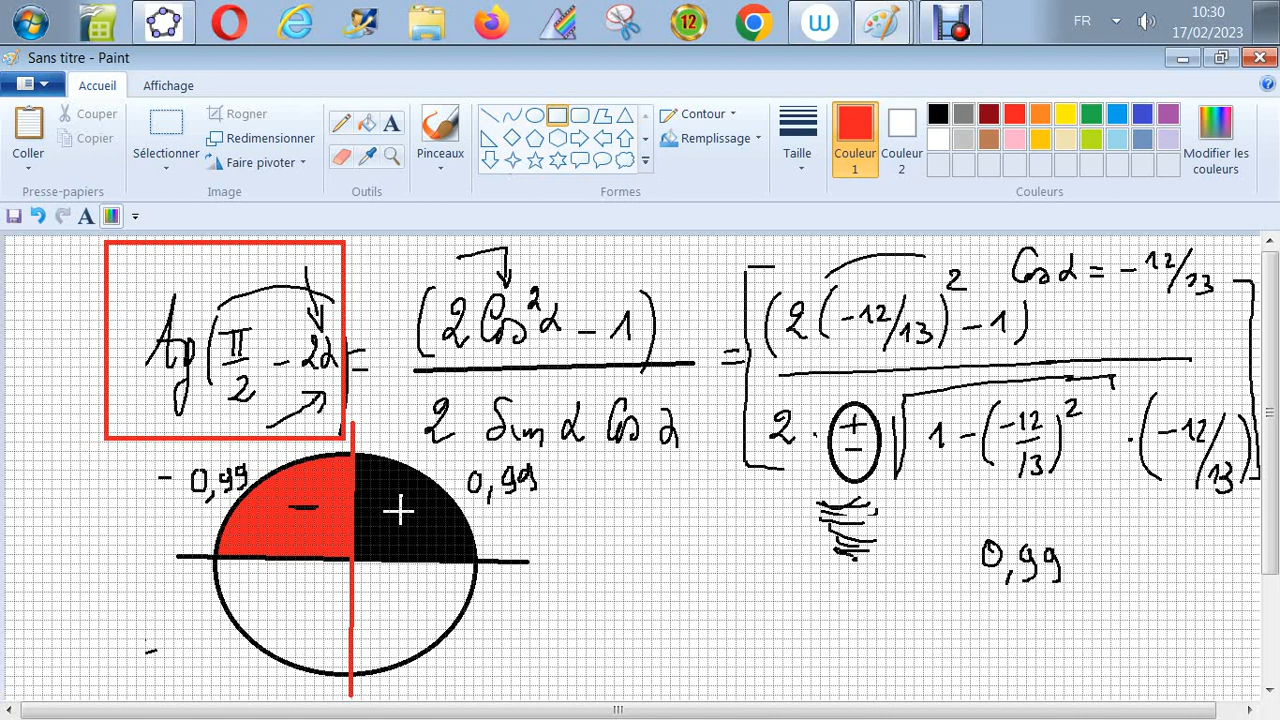 12
W
FR
10:30
17/02/2023
Sans titre - Paint
Accueil
Affichage
Coller
Couper
Copier
Presse-papiers
Sélectionner
Rogner
Redimensionner
Faire pivoter
Image
A
Outils
Pinceaux
Contour
Remplissage
Formes
Taille
Couleur 1
Couleur 2
Modifier les couleurs
Couleurs
A
(π/2 - 2α) = (2 Cos²α - 1) / 2 sin α Cos α = [(2(-12/13)² - 1) / 2 · ± √1 - (-12/13)² · (-12/13)]
Cos α = -12/13
- 0,99
0,99
-
+
0,99
-